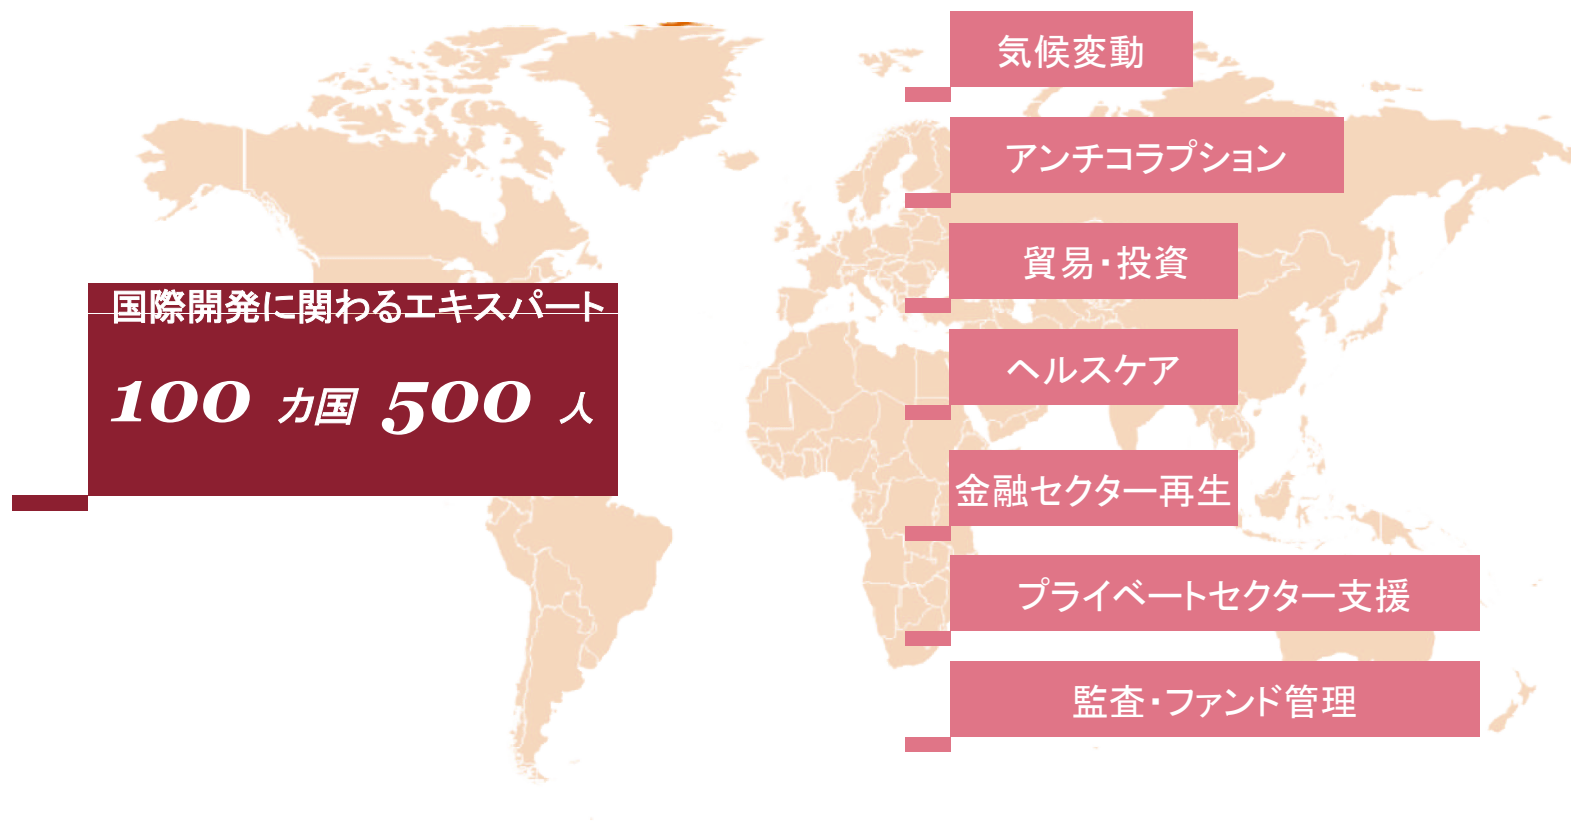 国際開発に関わるエキスパート
100 カ国 500 人
気候変動
アンチコラプション
貿易・投資
ヘルスケア
金融セクター再生
プライベートセクター支援
監査・ファンド管理